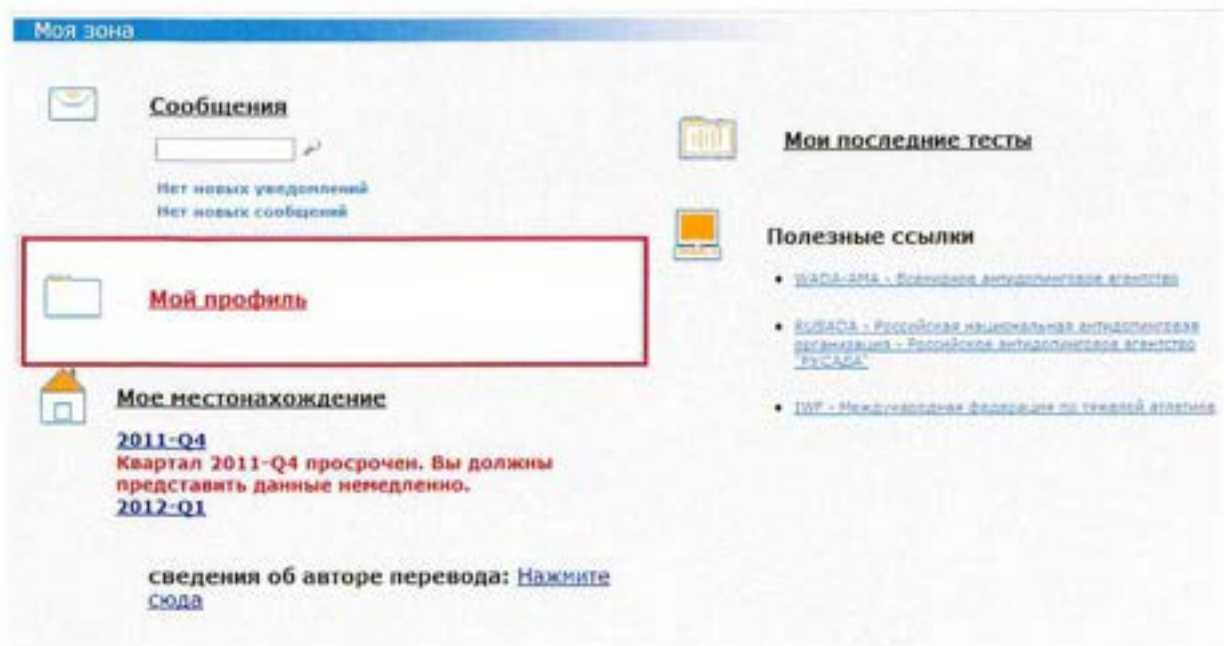 Моя зона
Сообщения
Нет новых уведомлений
Нет новых сообщений
Мой профиль
Мое местонахождение
2011-Q4
Квартал 2011-Q4 просрочен. Вы должны
представить данные немедленно.
2012-Q1
сведения об авторе перевода: Нажмите
сюда
Мои последние тесты
Полезные ссылки
WADA-AMA - Всемирное антидопинговое агентство
RUSADA - Российская национальная антидопинговая
организация - Российское антидопинговое агентство
"РУСАДА"
IWF - Международная федерация по тяжелой атлетике